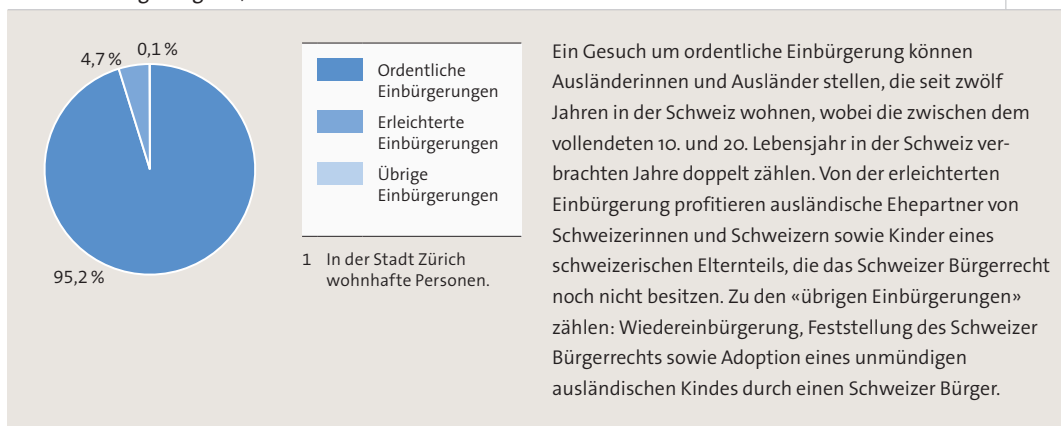 4,7 %
0,1 %
95,2 %
Ordentliche
Einbürgerungen
Erleichterte
Einbürgerungen
Übrige
Einbürgerungen
1 In der Stadt Zürich
wohnhafte Personen.
Ein Gesuch um ordentliche Einbürgerung können
Ausländerinnen und Ausländer stellen, die seit zwölf
Jahren in der Schweiz wohnen, wobei die zwischen dem
vollendeten 10. und 20. Lebensjahr in der Schweiz ver-
brachten Jahre doppelt zählen. Von der erleichterten
Einbürgerung profitieren ausländische Ehepartner von
Schweizerinnen und Schweizern sowie Kinder eines
schweizerischen Elternteils, die das Schweizer Bürgerrecht
noch nicht besitzen. Zu den «übrigen Einbürgerungen»
zählen: Wiedereinbürgerung, Feststellung des Schweizer
Bürgerrechts sowie Adoption eines unmündigen
ausländischen Kindes durch einen Schweizer Bürger.